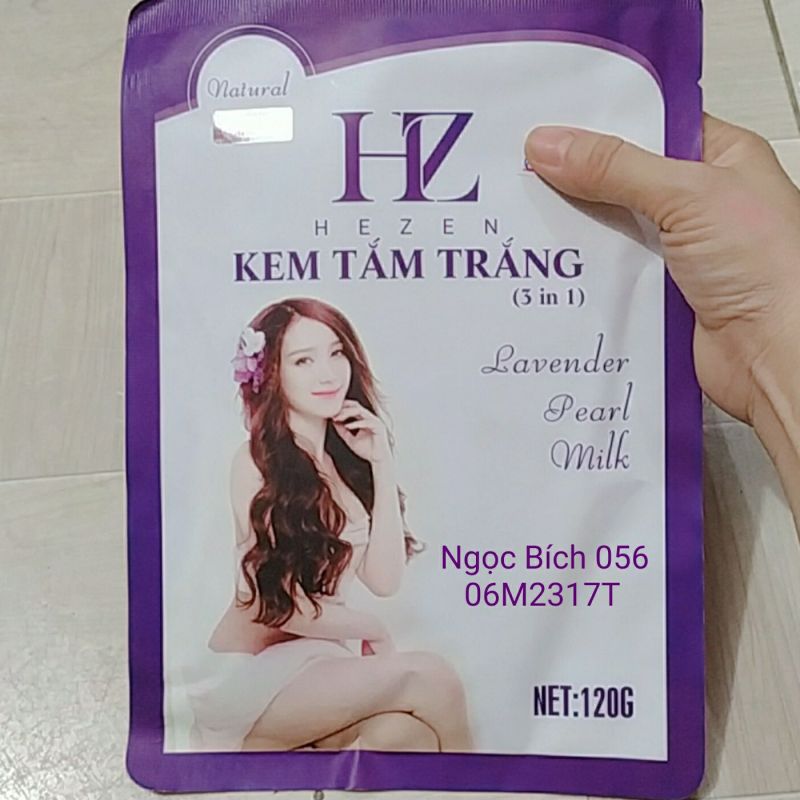 Natural
HZ
HEZEN
KEM TẮM TRẮNG
(3 in 1)
Lavender
Pearl
Milk
Ngọc Bích 056
06M2317T
NET:120G